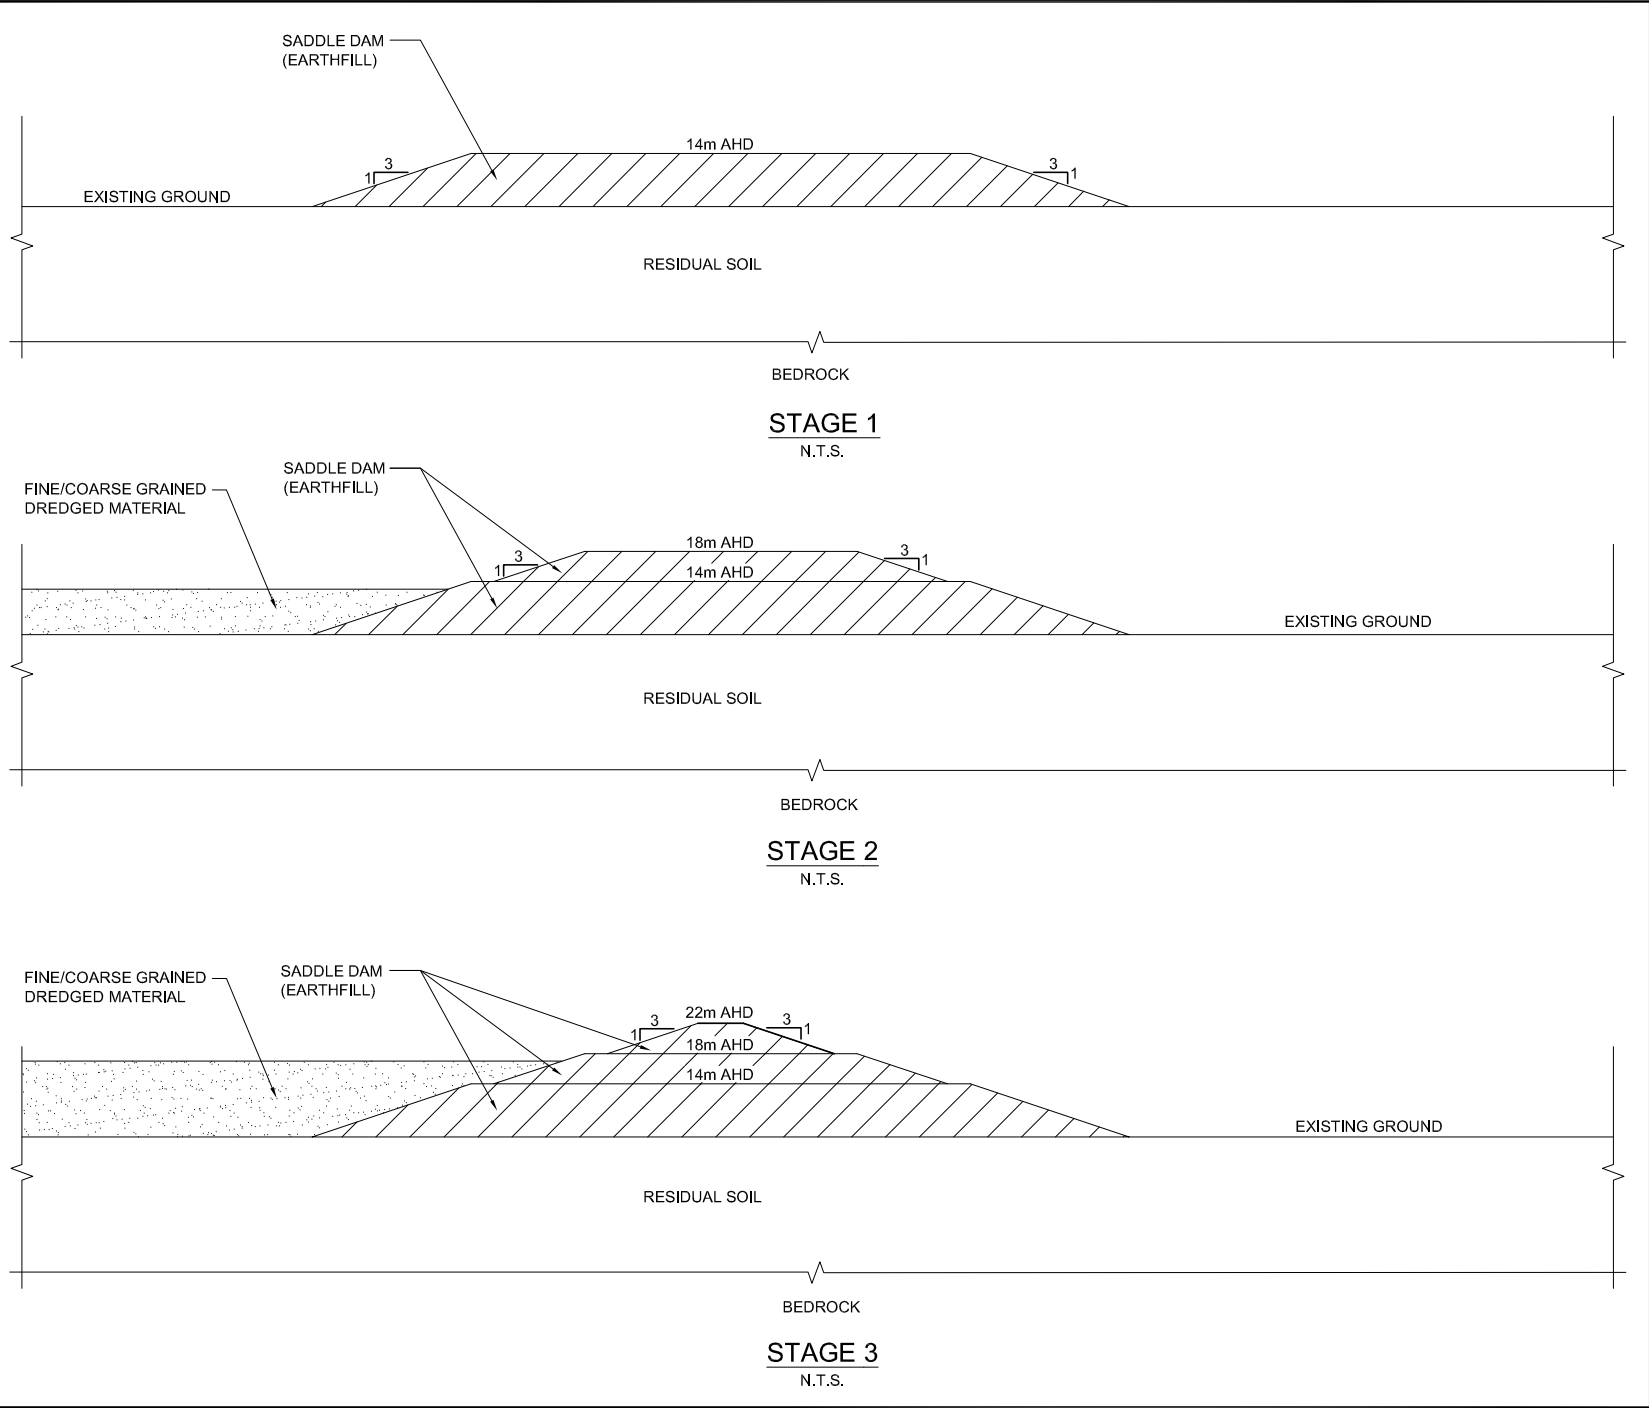 SADDLE DAM
(EARTHFILL)
14m AHD
3
1
3
1
EXISTING GROUND
RESIDUAL SOIL
BEDROCK
STAGE 1
N.T.S.
SADDLE DAM
(EARTHFILL)
FINE/COARSE GRAINED
DREDGED MATERIAL
18m AHD
3
1
3
1
14m AHD
EXISTING GROUND
RESIDUAL SOIL
BEDROCK
STAGE 2
N.T.S.
SADDLE DAM
(EARTHFILL)
FINE/COARSE GRAINED
DREDGED MATERIAL
22m AHD
3
1
3
1
18m AHD
14m AHD
EXISTING GROUND
RESIDUAL SOIL
BEDROCK
STAGE 3
N.T.S.